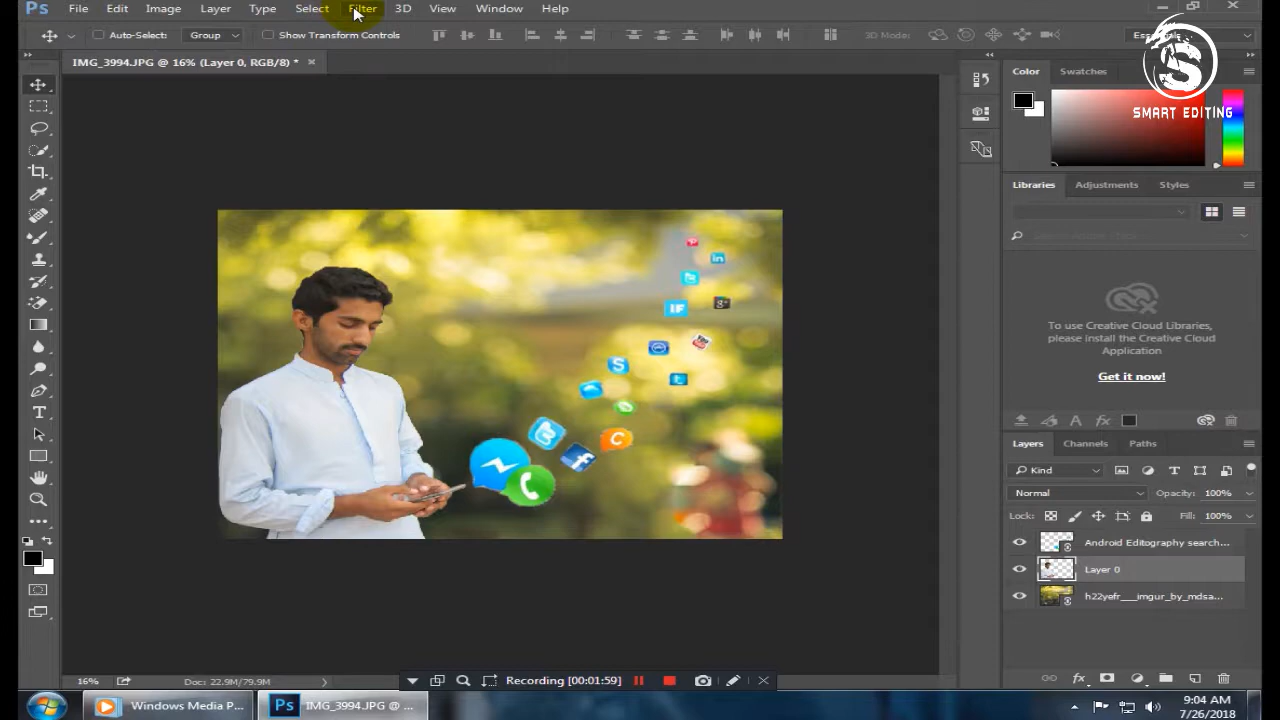 Ps File Edit Image Layer Type Select Filter 3D View Window Help
Auto-Select: Group Show Transform Controls 3D Mode:
IMG_3994.JPG @ 16% (Layer 0, RGB/8) *
Color Swatches
SMART EDITING
Libraries Adjustments Styles
To use Creative Cloud Libraries,
please install the Creative Cloud
Application
Get it now!
Layers Channels Paths
Kind
Normal Opacity: 100%
Lock: Fill: 100%
Android Editography search...
Layer 0
h22yefr___imgur_by_mdsa...
16% Doc: 22.9M/79.9M
Recording [00:01:59]
Windows Media P...
Ps IMG_3994.JPG @ ...
9:04 AM
7/26/2018
in
IF
g+
S
t
f
C